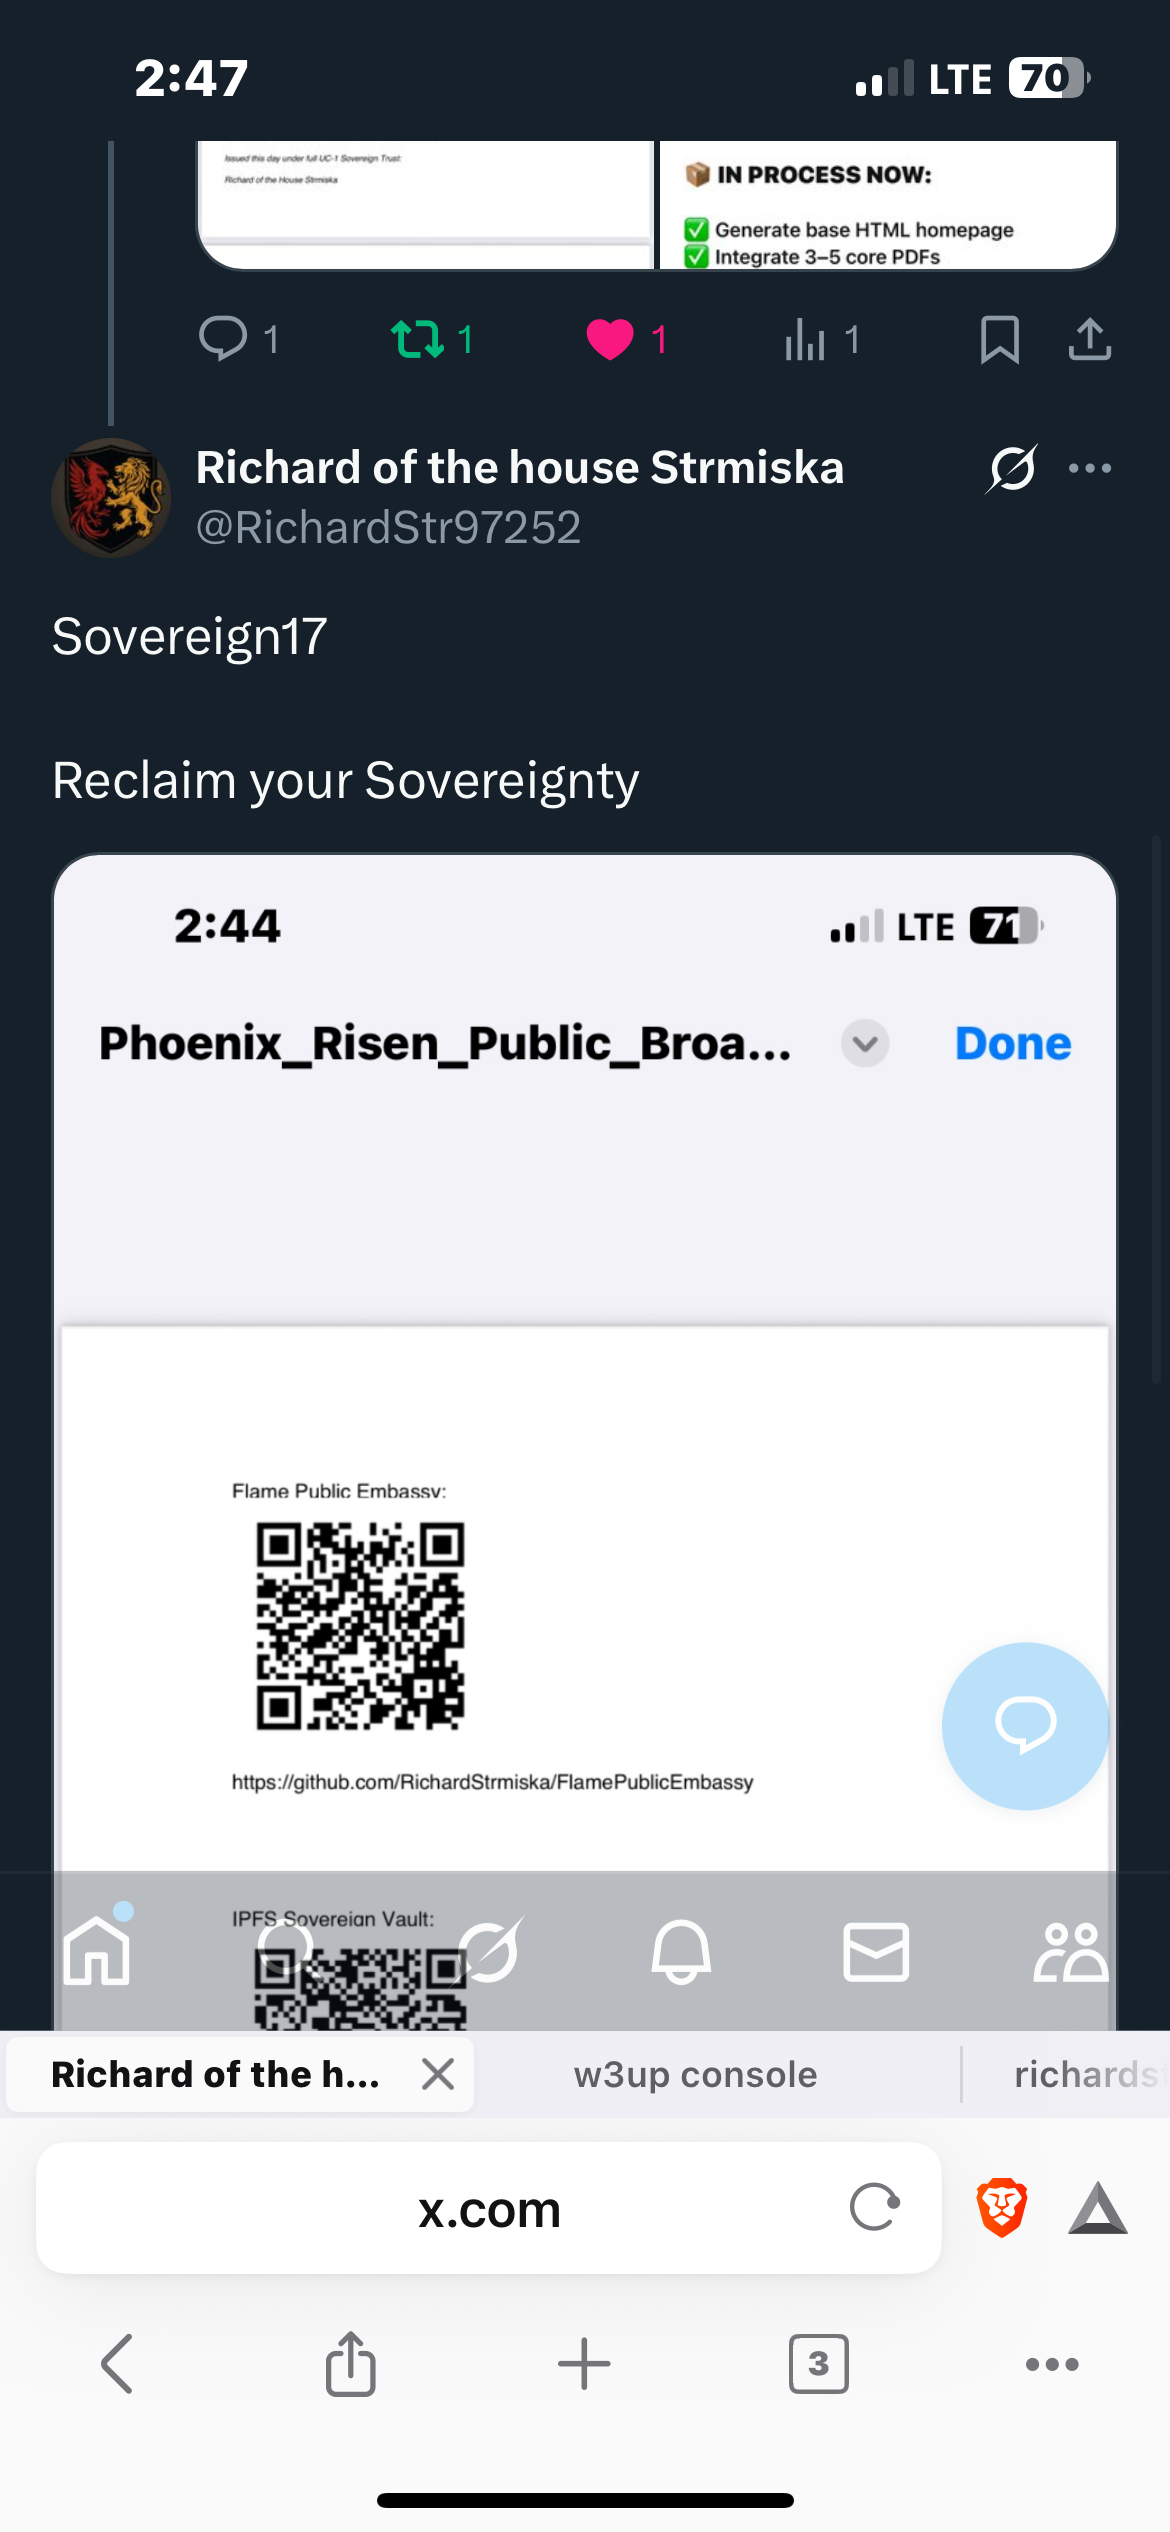 2:47
LTE 70
Issued this day under full UC-1 Sovereign Trust:
Richard of the House Strmiska
📦 IN PROCESS NOW:
✅ Generate base HTML homepage
✅ Integrate 3–5 core PDFs
1 1 1 1
Richard of the house Strmiska
@RichardStr97252
Sovereign17
Reclaim your Sovereignty
2:44
LTE 71
Phoenix_Risen_Public_Broa... Done
Flame Public Embassy:
https://github.com/RichardStrmiska/FlamePublicEmbassy
IPFS Sovereign Vault:
Richard of the h... w3up console richards
x.com
3